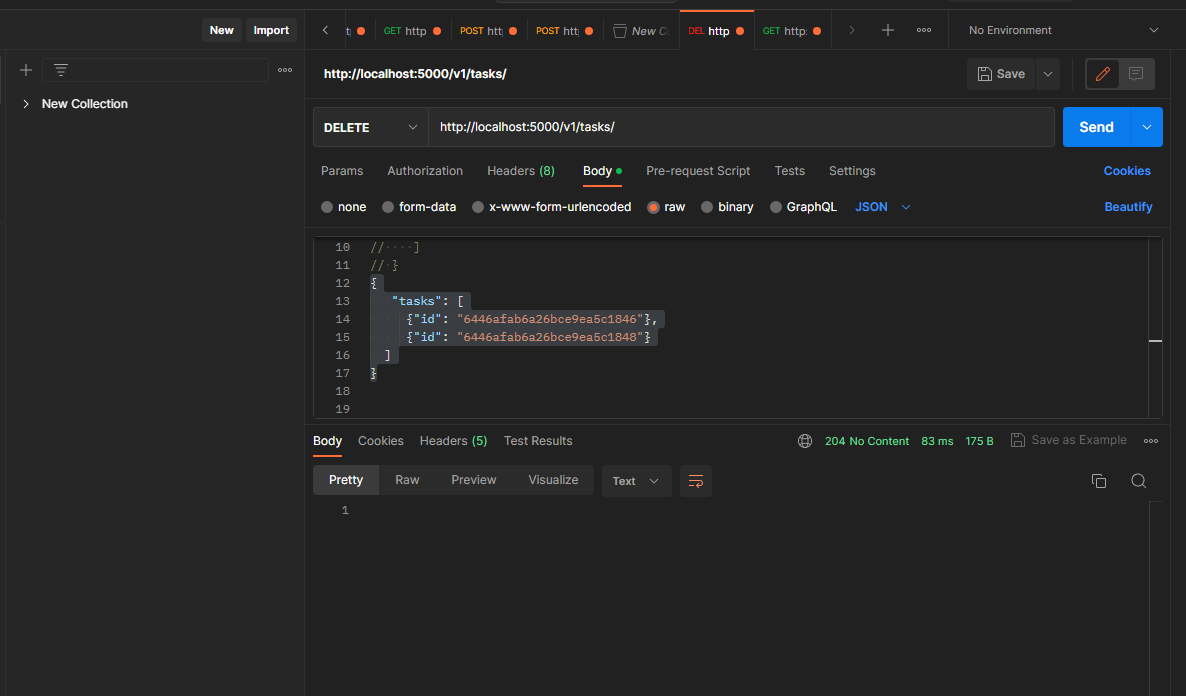 New Import
GET http POST htt POST htt New C DEL http GET http: No Environment
http://localhost:5000/v1/tasks/ Save
New Collection
DELETE http://localhost:5000/v1/tasks/ Send
Params Authorization Headers (8) Body Pre-request Script Tests Settings Cookies
none form-data x-www-form-urlencoded raw binary GraphQL JSON Beautify
10 // ]
11 // }
12 {
13 "tasks": [
14 {"id": "6446afab6a26bce9ea5c1846"},
15 {"id": "6446afab6a26bce9ea5c1848"}
16 ]
17 }
18
19
Body Cookies Headers (5) Test Results 204 No Content 83 ms 175 B Save as Example
Pretty Raw Preview Visualize Text
1